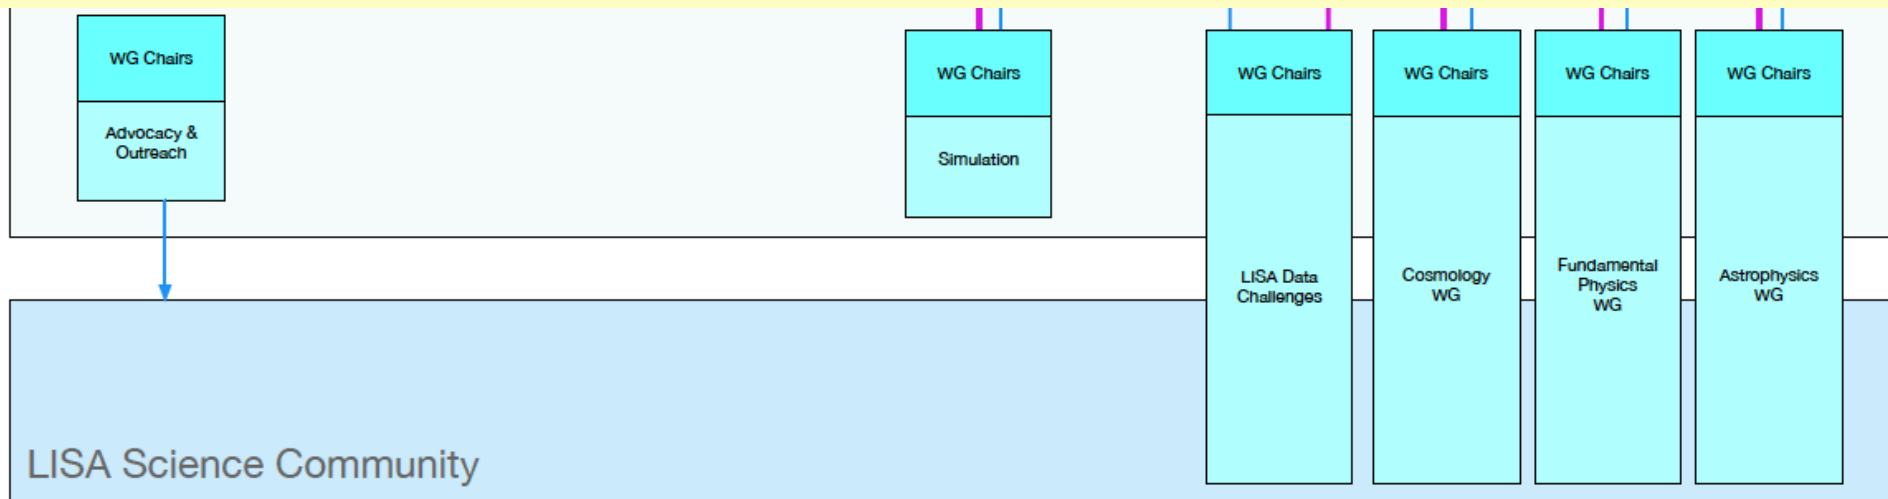 WG Chairs
Advocacy &
Outreach
WG Chairs
Simulation
WG Chairs
LISA Data
Challenges
WG Chairs
Cosmology
WG
WG Chairs
Fundamental
Physics
WG
WG Chairs
Astrophysics
WG
LISA Science Community